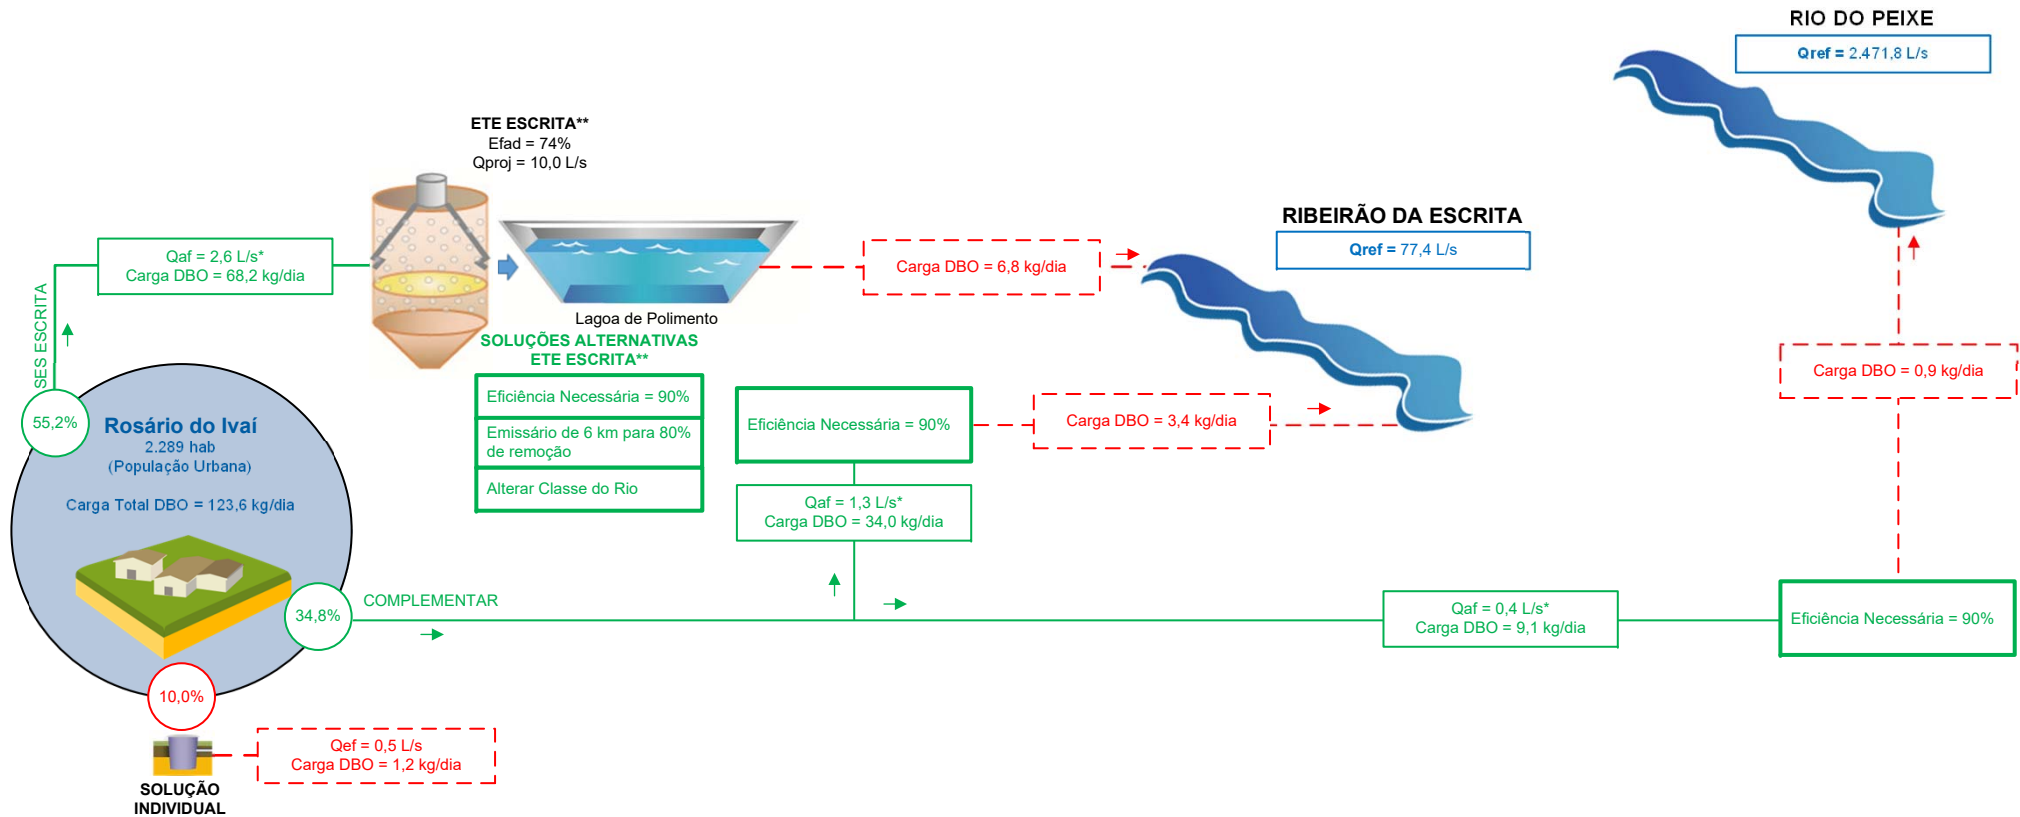 RIO DO PEIXE
Qref = 2.471,8 L/s
ETE ESCRITA**
Efad = 74%
Qproj = 10,0 L/s
RIBEIRÃO DA ESCRITA
Qref = 77,4 L/s
Qaf = 2,6 L/s*
Carga DBO = 68,2 kg/dia
Carga DBO = 6,8 kg/dia
SES ESCRITA
Lagoa de Polimento
SOLUÇÕES ALTERNATIVAS
ETE ESCRITA**
Eficiência Necessária = 90%
Emissário de 6 km para 80%
de remoção
Alterar Classe do Rio
Eficiência Necessária = 90%
Carga DBO = 3,4 kg/dia
Carga DBO = 0,9 kg/dia
55,2%
Rosário do Ivaí
2.289 hab
(População Urbana)
Carga Total DBO = 123,6 kg/dia
Qaf = 1,3 L/s*
Carga DBO = 34,0 kg/dia
34,8%
COMPLEMENTAR
Qaf = 0,4 L/s*
Carga DBO = 9,1 kg/dia
Eficiência Necessária = 90%
10,0%
Qef = 0,5 L/s
Carga DBO = 1,2 kg/dia
SOLUÇÃO
INDIVIDUAL